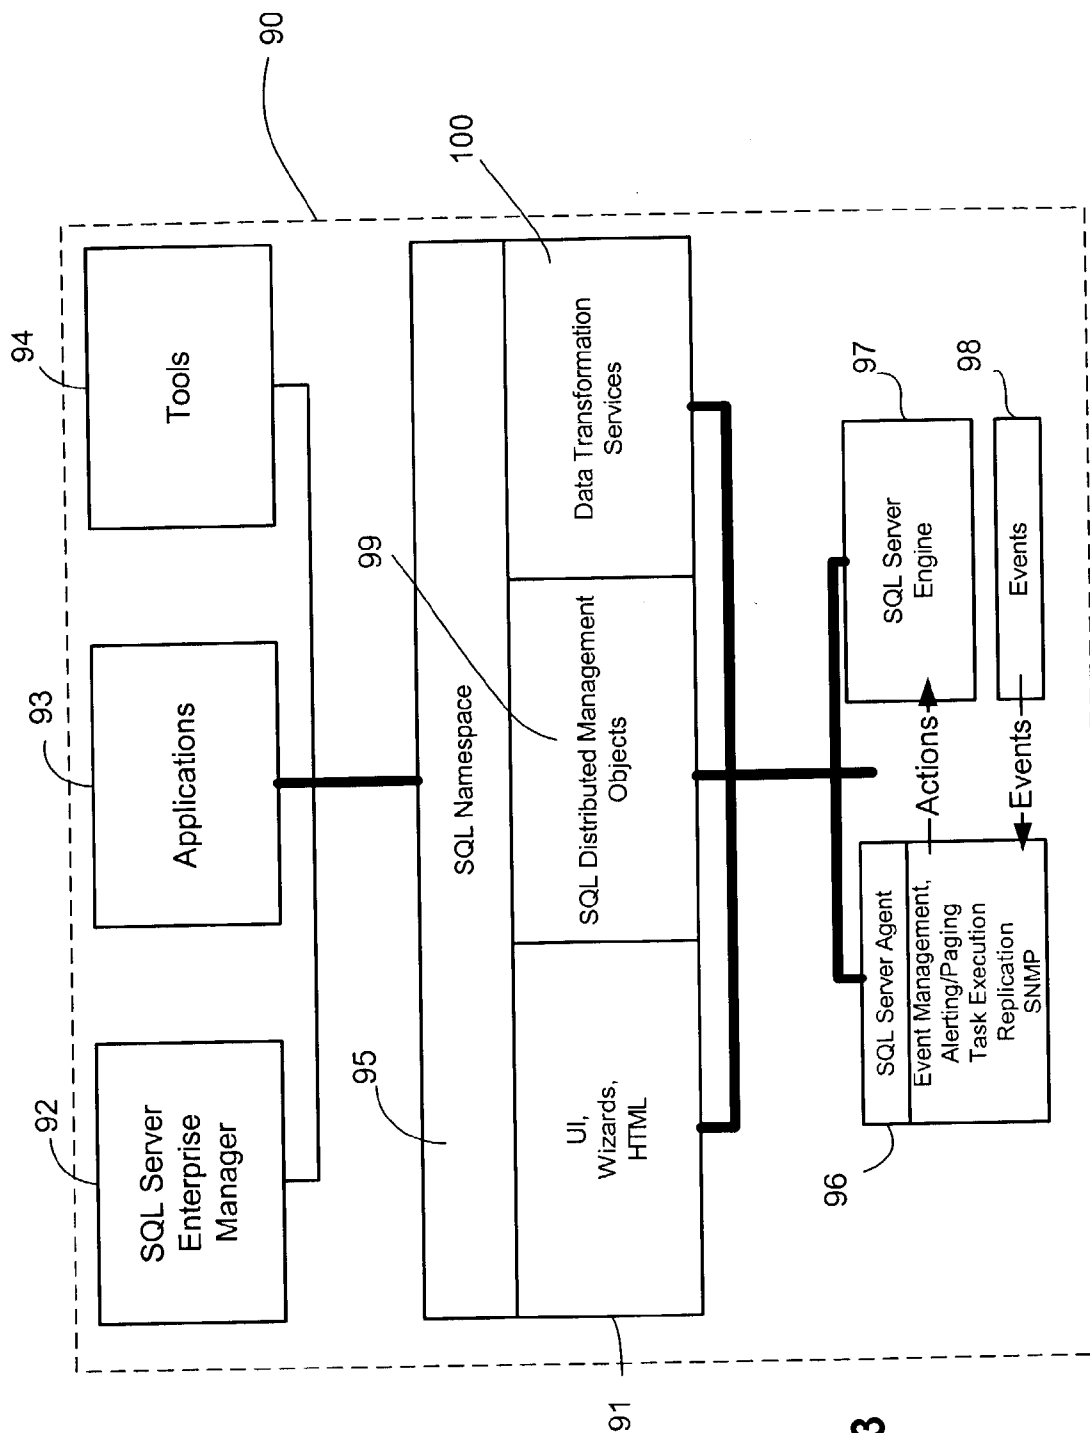 90
92
SQL Server
Enterprise
Manager
93
Applications
94
Tools
95
SQL Namespace
91
UI,
Wizards,
HTML
99
SQL Distributed Management
Objects
100
Data Transformation
Services
96
SQL Server Agent
Event Management,
Alerting/Paging
Task Execution
Replication
SNMP
Actions
Events
97
SQL Server
Engine
98
Events
3